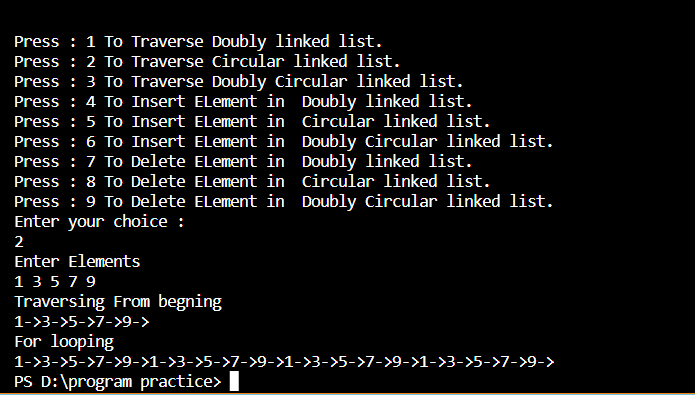 Press : 1 To Traverse Doubly linked list.
Press : 2 To Traverse Circular linked list.
Press : 3 To Traverse Doubly Circular linked list.
Press : 4 To Insert ELement in  Doubly linked list.
Press : 5 To Insert ELement in  Circular linked list.
Press : 6 To Insert ELement in  Doubly Circular linked list.
Press : 7 To Delete ELement in  Doubly linked list.
Press : 8 To Delete ELement in  Circular linked list.
Press : 9 To Delete ELement in  Doubly Circular linked list.
Enter your choice :
2
Enter Elements
1 3 5 7 9
Traversing From begning
1->3->5->7->9->
For looping
1->3->5->7->9->1->3->5->7->9->1->3->5->7->9->1->3->5->7->9->
PS D:\program practice>